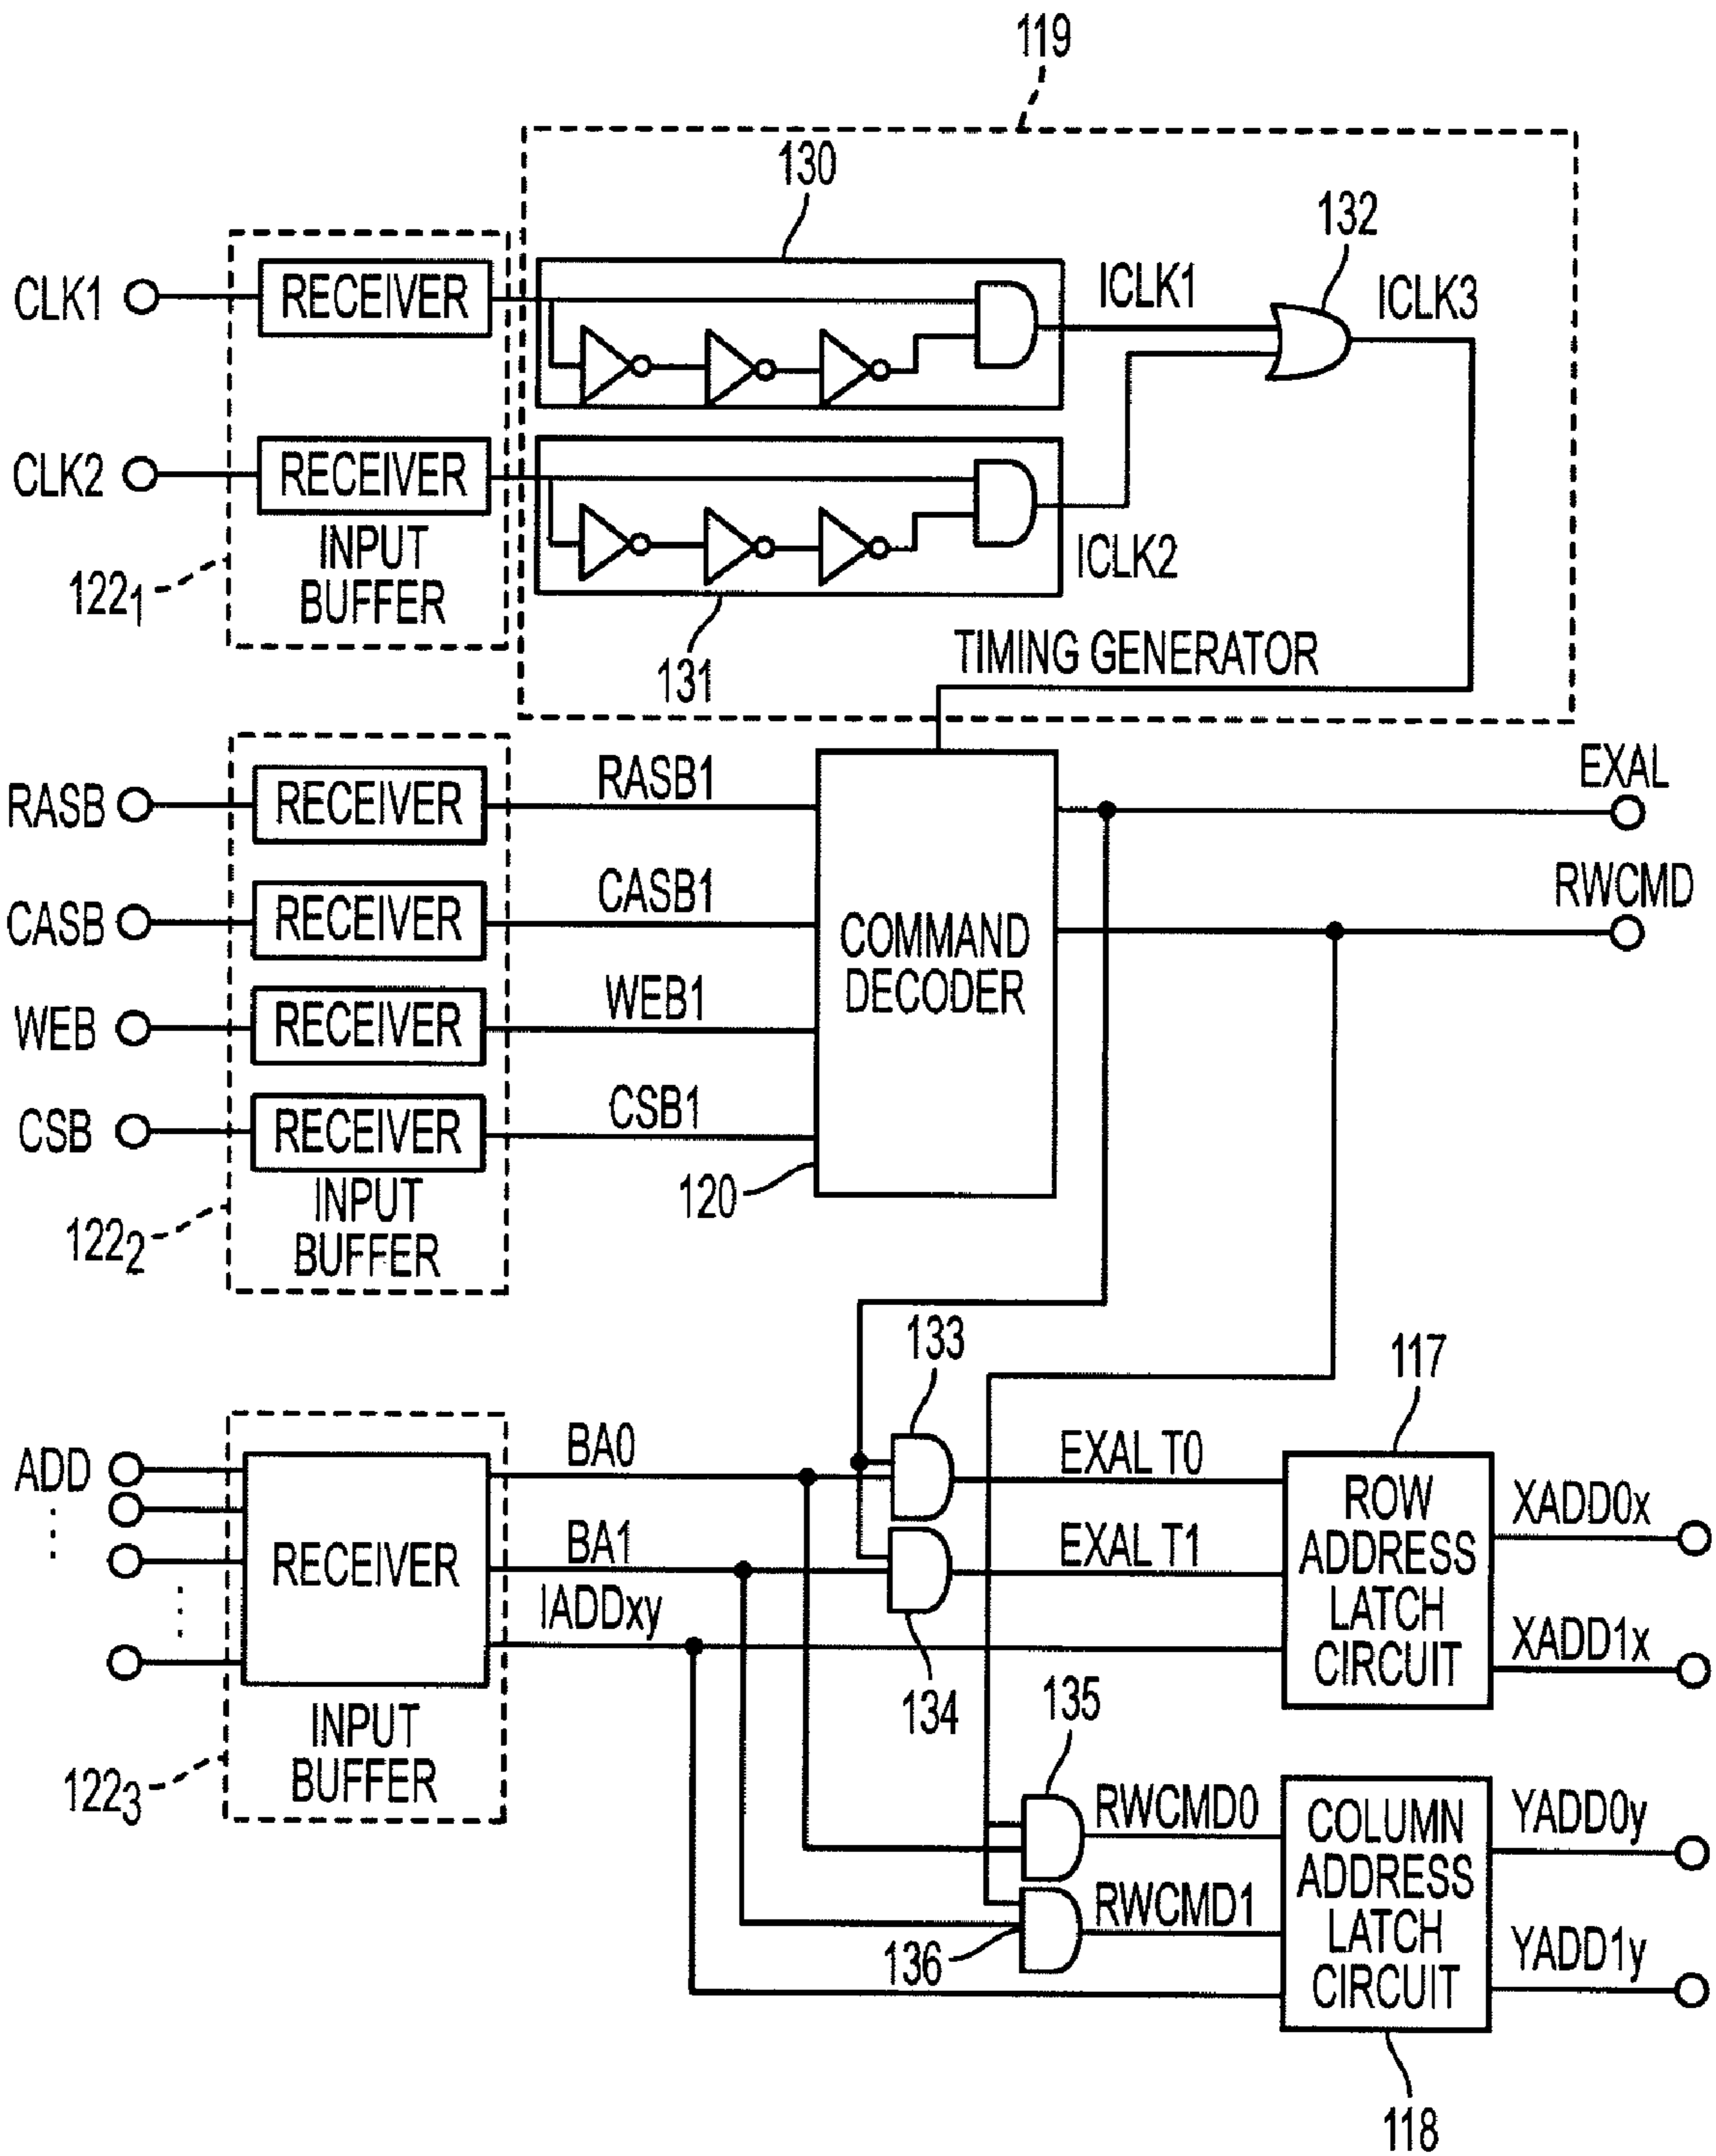 119
130
132
CLK1
RECEIVER
ICLK1
ICLK3
CLK2
RECEIVER
INPUT
BUFFER
122₁
ICLK2
131
TIMING GENERATOR
RASB
RECEIVER
RASB1
EXAL
CASB
RECEIVER
CASB1
RWCMD
COMMAND
DECODER
WEB
RECEIVER
WEB1
CSB
RECEIVER
CSB1
120
INPUT
BUFFER
122₂
133
117
ADD
BA0
EXAL T0
RECEIVER
BA1
EXAL T1
IADDxy
ROW
ADDRESS
LATCH
CIRCUIT
XADD0x
XADD1x
134
135
INPUT
BUFFER
122₃
RWCMD0
RWCMD1
136
COLUMN
ADDRESS
LATCH
CIRCUIT
YADD0y
YADD1y
118